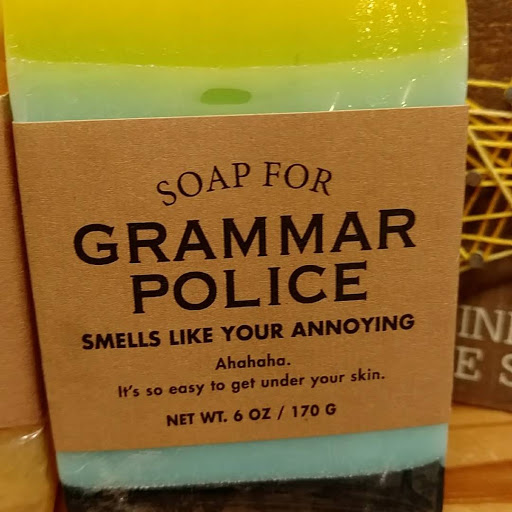 SOAP FOR
GRAMMAR
POLICE
SMELLS LIKE YOUR ANNOYING
Ahahaha.
It's so easy to get under your skin.
NET WT. 6 OZ / 170 G